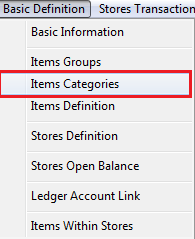 Basic Definition Stores Transaction
Basic Information
Items Groups
Items Categories
Items Definition
Stores Definition
Stores Open Balance
Ledger Account Link
Items Within Stores